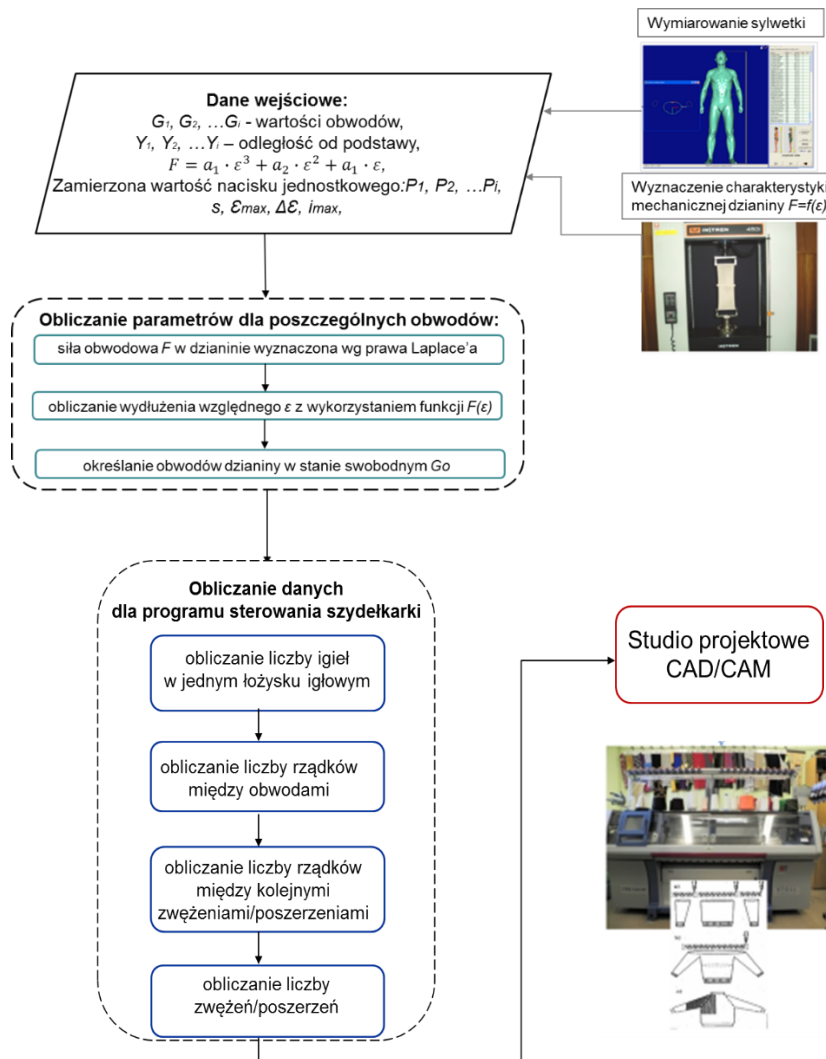 Wymiarowanie sylwetki
Dane wejściowe:
G₁, G₂, …Gᵢ - wartości obwodów,
Y₁, Y₂, …Yᵢ – odległość od podstawy,
F = a₁ · ε³ + a₂ · ε² + a₁ · ε,
Zamierzona wartość nacisku jednostkowego:P₁, P₂, …Pᵢ,
s, Ɛmax, ΔƐ, imax,
Wyznaczenie charakterystyki
mechanicznej dzianiny F=f(ε)
INSTRON
Obliczanie parametrów dla poszczególnych obwodów:
siła obwodowa F w dzianinie wyznaczona wg prawa Laplace'a
obliczanie wydłużenia względnego ε z wykorzystaniem funkcji F(ε)
określanie obwodów dzianiny w stanie swobodnym Go
Obliczanie danych
dla programu sterowania szydełkarki
obliczanie liczby igieł
w jednym łożysku igłowym
obliczanie liczby rządków
między obwodami
obliczanie liczby rządków
między kolejnymi
zwężeniami/poszerzeniami
obliczanie liczby
zwężeń/poszerzeń
Studio projektowe
CAD/CAM